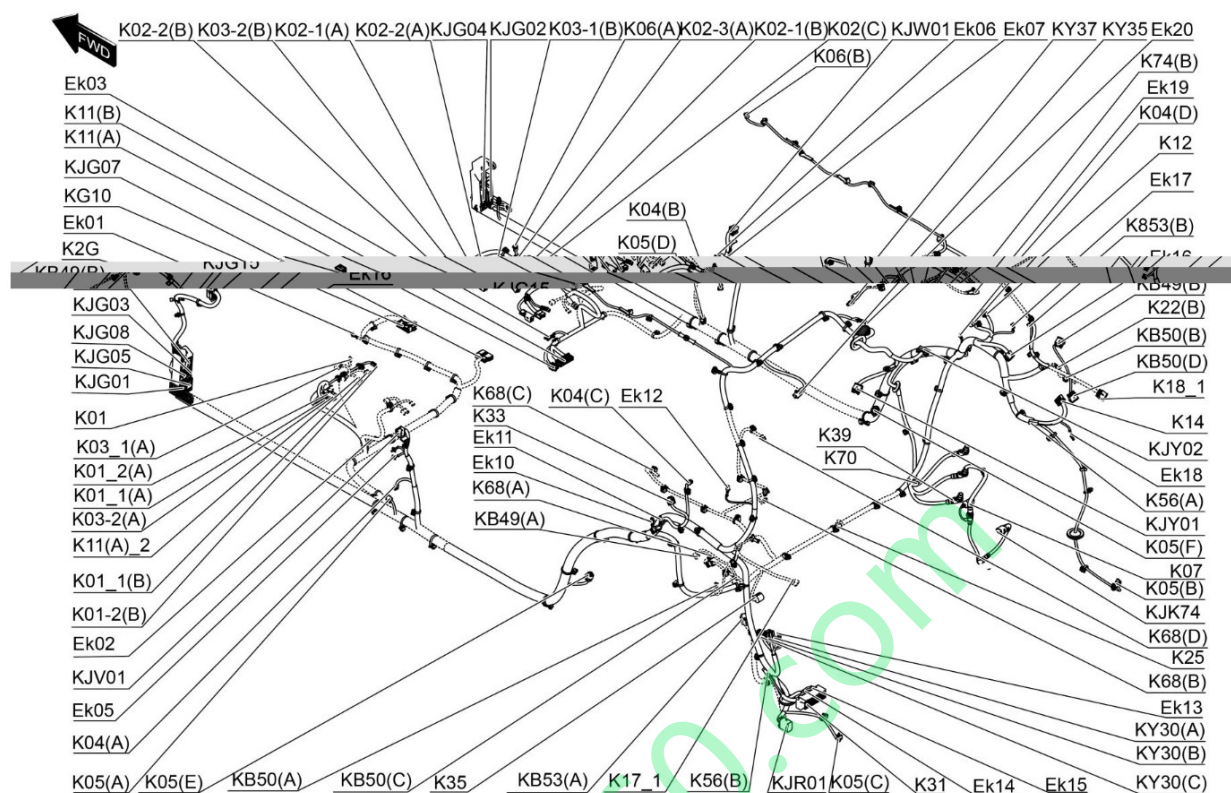 FWD
K02-2(B) K03-2(B) K02-1(A) K02-2(A) KJG04 KJG02 K03-1(B) K06(A) K02-3(A) K02-1(B) K02(C) KJW01 Ek06 Ek07 KY37 KY35 Ek20
K06(B)
K74(B)
Ek03
Ek19
K11(B)
K04(D)
K11(A)
K12
KJG07
Ek17
KG10
K04(B)
K853(B)
Ek01
K05(D)
K2G
Ek16
KB49(B)
KJG15
Ek16
KJG15
KB49(B)
KJG03
K22(B)
KJG08
KB50(B)
KJG05
KB50(D)
KJG01
K18_1
K68(C) K04(C) Ek12
K01
K33
K14
K39
K03_1(A)
Ek11
KJY02
K70
K01_2(A)
Ek10
Ek18
K01_1(A)
K68(A)
K56(A)
K03-2(A)
KB49(A)
KJY01
K11(A)_2
K05(F)
K07
K01_1(B)
K05(B)
K01-2(B)
KJK74
Ek02
K68(D)
K25
KJV01
K68(B)
Ek05
Ek13
KY30(A)
K04(A)
KY30(B)
K05(A) K05(E) KB50(A) KB50(C) K35 KB53(A) K17_1 K56(B) KJR01 K05(C) K31 Ek14 Ek15 KY30(C)